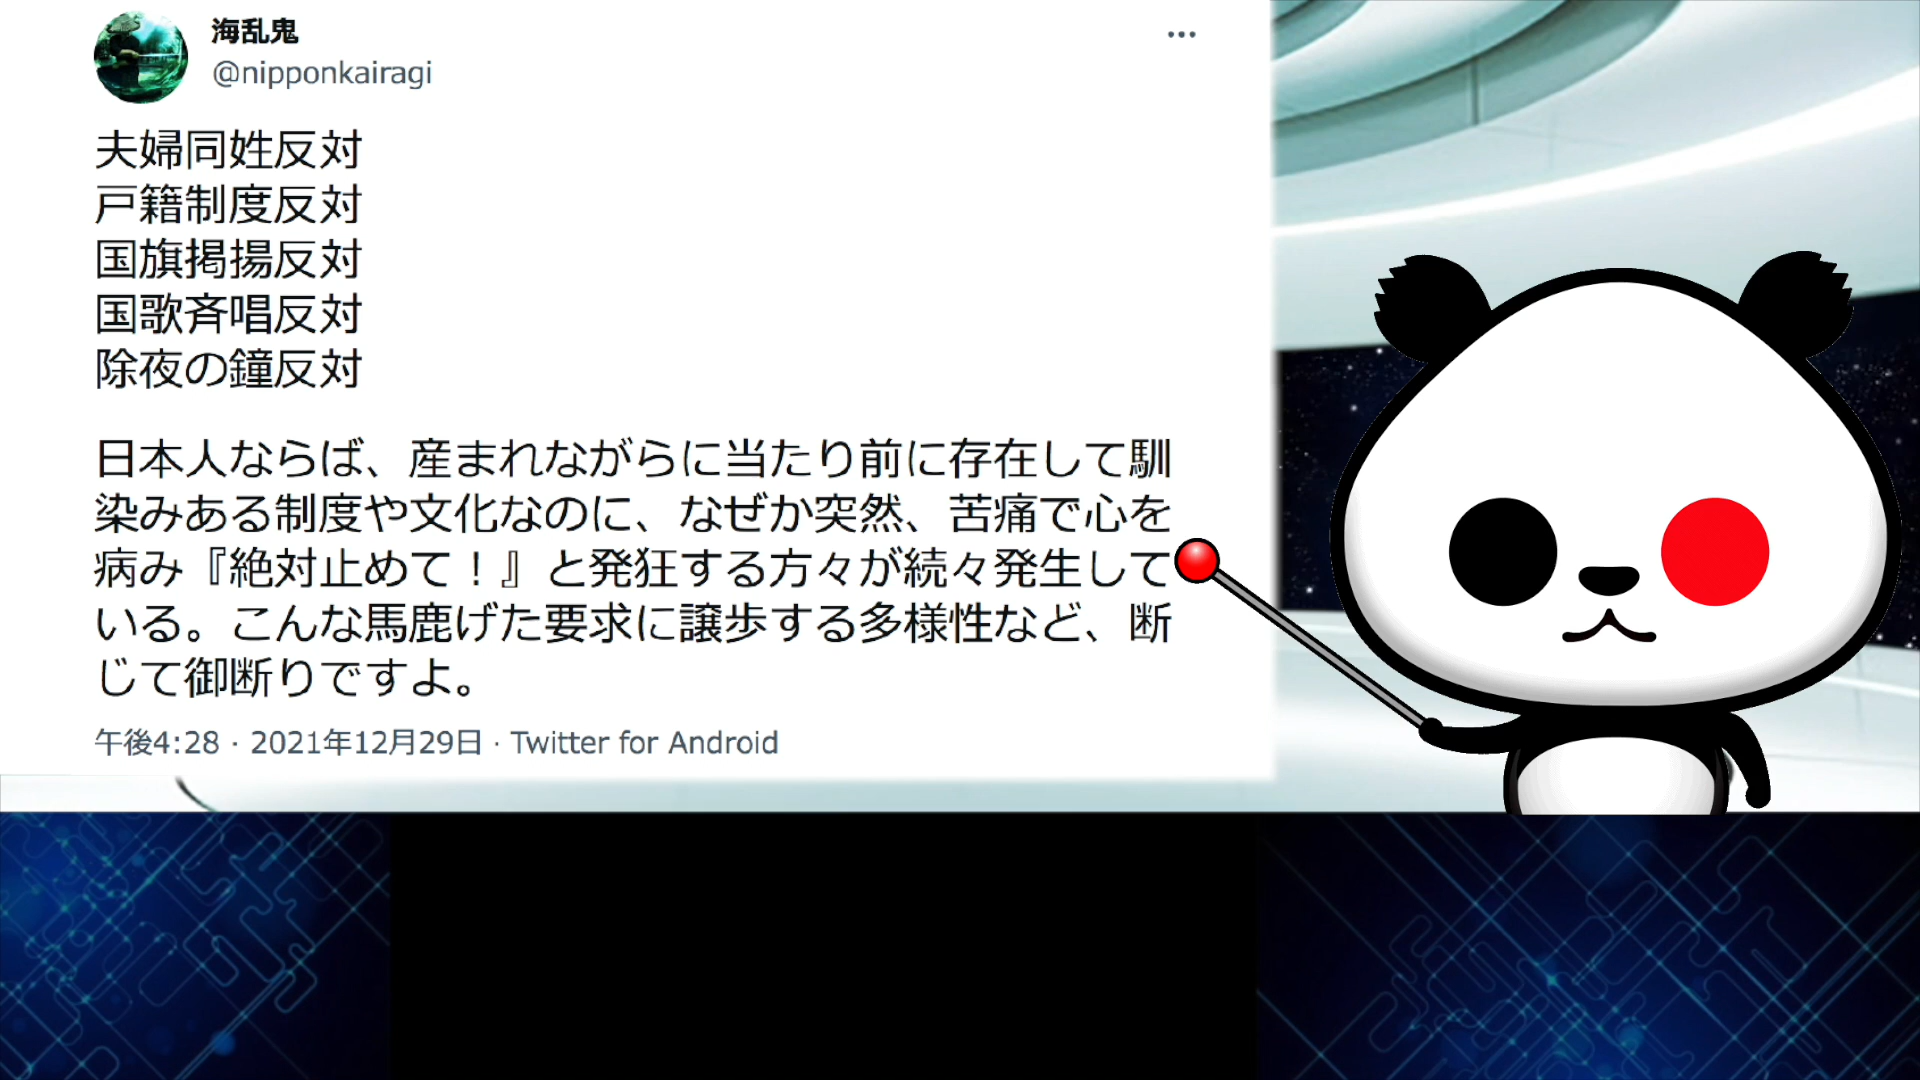 海乱鬼
@nipponkairagi
夫婦同姓反対
戸籍制度反対
国旗掲揚反対
国歌斉唱反対
除夜の鐘反対
日本人ならば、産まれながらに当たり前に存在して馴
染みある制度や文化なのに、なぜか突然、苦痛で心を
病み『絶対止めて！』と発狂する方々が続々発生して
いる。こんな馬鹿げた要求に譲歩する多様性など、断
じて御断りですよ。
午後4:28 · 2021年12月29日 · Twitter for Android